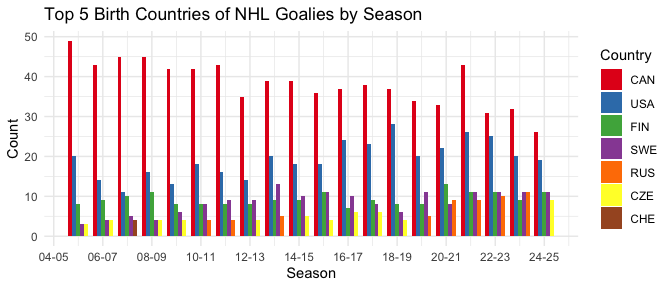 Top 5 Birth Countries of NHL Goalies by Season
Count
50
40
30
20
10
0
04-05 06-07 08-09 10-11 12-13 14-15 16-17 18-19 20-21 22-23 24-25
Season
Country
CAN
USA
FIN
SWE
RUS
CZE
CHE